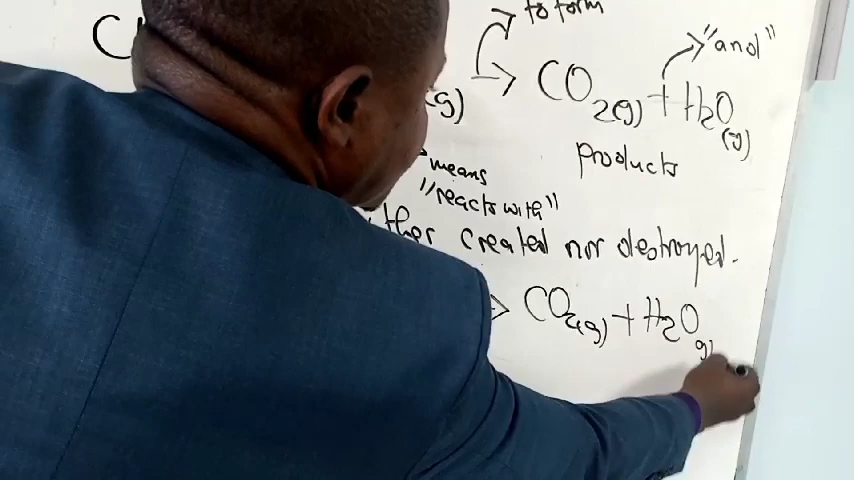 to form
"and"
C
(g) → CO2(g) + H2O(g)
Products
means
"reacts with"
ther created nor destroyed.
> CO2(g) + H2O g)